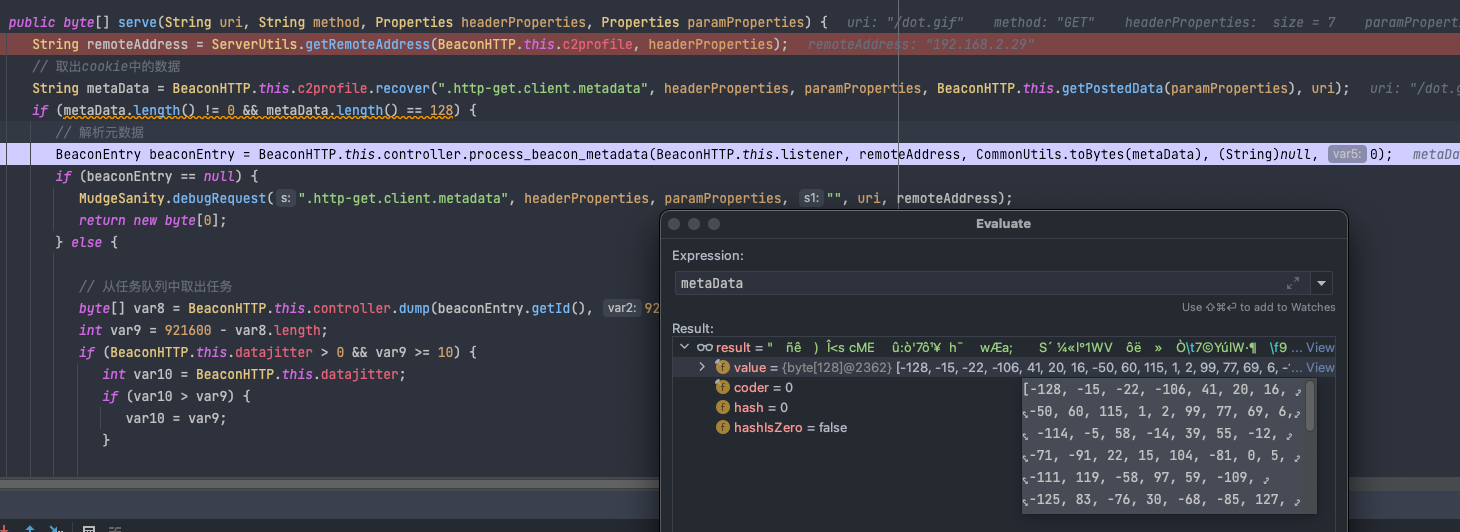 public byte[] serve(String uri, String method, Properties headerProperties, Properties paramProperties) {   uri: "/dot.gif"   method: "GET"   headerProperties:  size = 7   paramProperti
String remoteAddress = ServerUtils.getRemoteAddress(BeaconHTTP.this.c2profile, headerProperties);   remoteAddress: "192.168.2.29"
// 取出cookie中的数据
String metaData = BeaconHTTP.this.c2profile.recover(".http-get.client.metadata", headerProperties, paramProperties, BeaconHTTP.this.getPostedData(paramProperties), uri);   uri: "/dot.g
if (metaData.length() != 0 && metaData.length() == 128) {
// 解析元数据
BeaconEntry beaconEntry = BeaconHTTP.this.controller.process_beacon_metadata(BeaconHTTP.this.listener, remoteAddress, CommonUtils.toBytes(metaData), (String)null, var5: 0);   metaDa
if (beaconEntry == null) {
MudgeSanity.debugRequest( s: ".http-get.client.metadata", headerProperties, paramProperties, s1: "", uri, remoteAddress);
return new byte[0];
} else {
// 从任务队列中取出任务
byte[] var8 = BeaconHTTP.this.controller.dump(beaconEntry.getId(), var2: 92
int var9 = 921600 - var8.length;
if (BeaconHTTP.this.datajitter > 0 && var9 >= 10) {
int var10 = BeaconHTTP.this.datajitter;
if (var10 > var9) {
var10 = var9;
}
Evaluate
Expression:
metaData
Use ⇧⌘⏎ to add to Watches
Result:
result = "
... View
value = {byte[128]@2362} [-128, -15, -22, -106, 41, 20, 16, -50, 60, 115, 1, 2, 99, 77, 69, 6, ... View
coder = 0
hash = 0
hashIsZero = false
[-128, -15, -22, -106, 41, 20, 16,
-50, 60, 115, 1, 2, 99, 77, 69, 6,
-114, -5, 58, -14, 39, 55, -12,
-71, -91, 22, 15, 104, -81, 0, 5,
-111, 119, -58, 97, 59, -109,
-125, 83, -76, 30, -68, -85, 127,